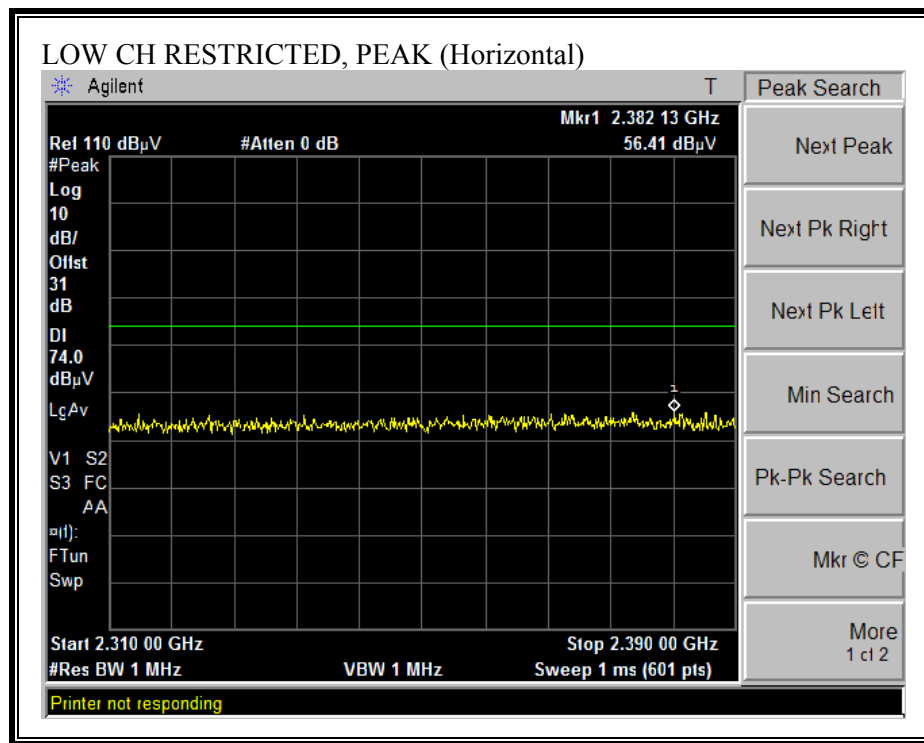 LOW CH RESTRICTED, PEAK (Horizontal)
Agilent T
Peak Search
Mkr1 2.382 13 GHz
Ref 110 dBµV #Atten 0 dB 56.41 dBµV
#Peak
Log
10
dB/
Offst
31
dB
DI
74.0
dBµV
LgAv
1
V1 S2
S3 FC
AA
¤(f):
FTun
Swp
Start 2.310 00 GHz Stop 2.390 00 GHz
#Res BW 1 MHz VBW 1 MHz Sweep 1 ms (601 pts)
Printer not responding
Next Peak
Next Pk Right
Next Pk Left
Min Search
Pk-Pk Search
Mkr © CF
More
1 of 2